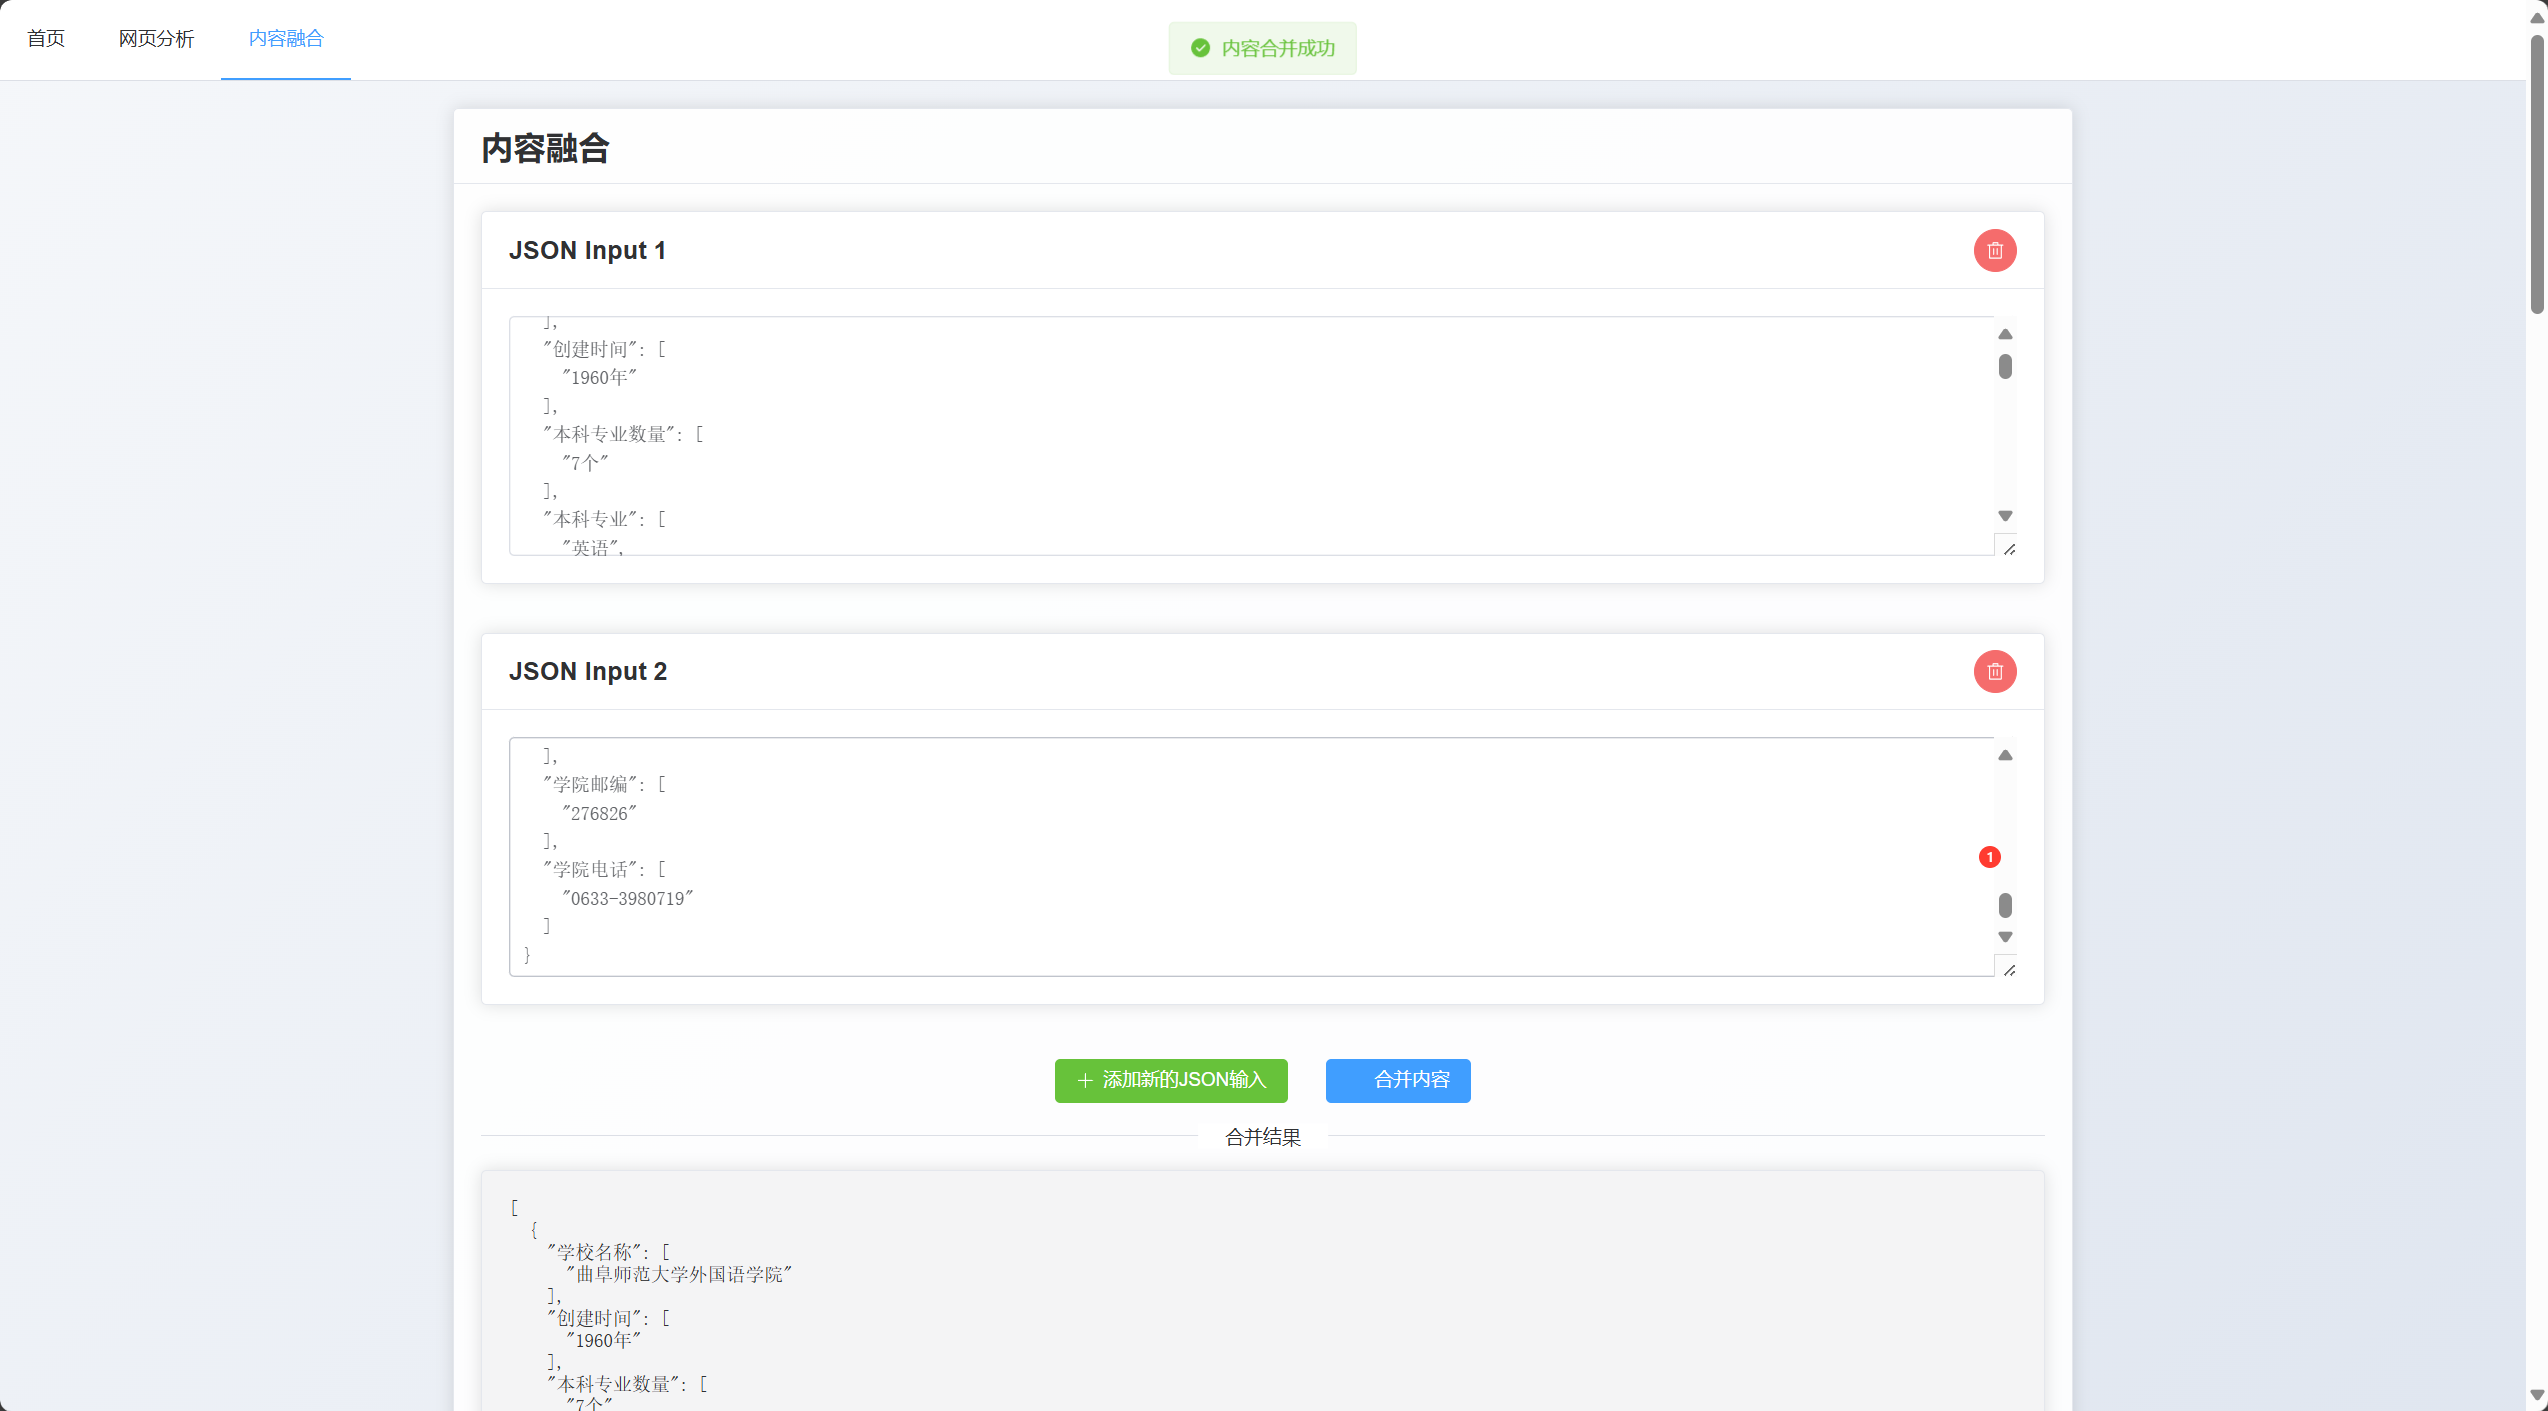 首页 网页分析 内容融合
内容合并成功
内容融合
JSON Input 1
],
"创建时间": [
"1960年"
],
"本科专业数量": [
"7个"
],
"本科专业": [
"英语",
JSON Input 2
],
"学院邮编": [
"276826"
],
"学院电话": [
"0633-3980719"
]
}
1
+ 添加新的JSON输入 合并内容
合并结果
[
{
"学校名称": [
"曲阜师范大学外国语学院"
],
"创建时间": [
"1960年"
],
"本科专业数量": [
"7个"